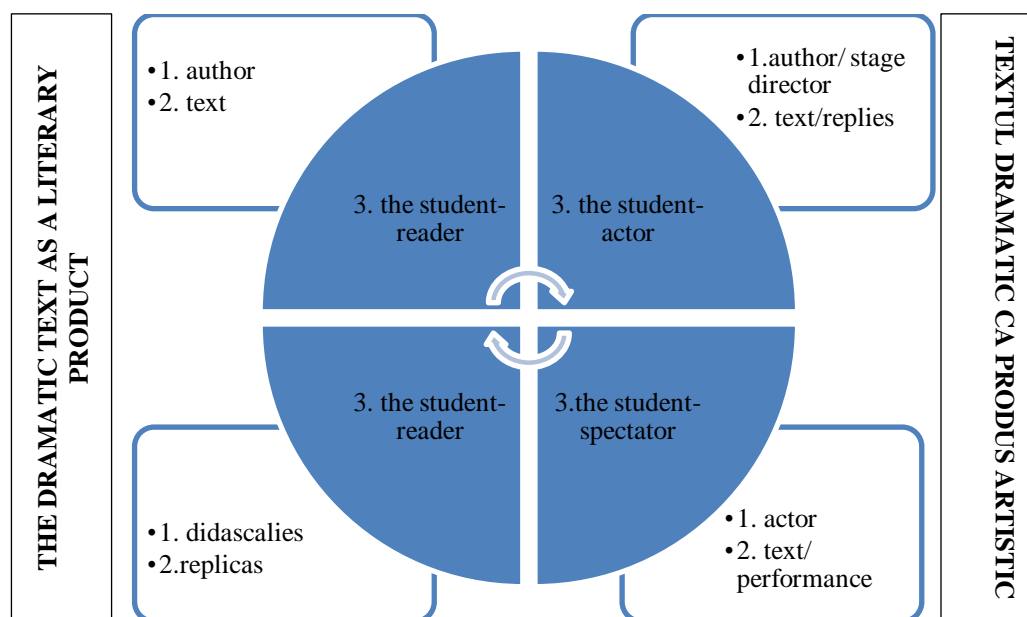 THE DRAMATIC TEXT AS A LITERARY
PRODUCT
•1. author
•2. text
•1.author/ stage
director
•2. text/replies
3. the student-
reader
3. the student-
actor
3. the student-
reader
3.the student-
spectator
•1. didascalies
•2.replicas
•1. actor
•2. text/
performance
TEXTUL DRAMATIC CA PRODUS ARTISTIC